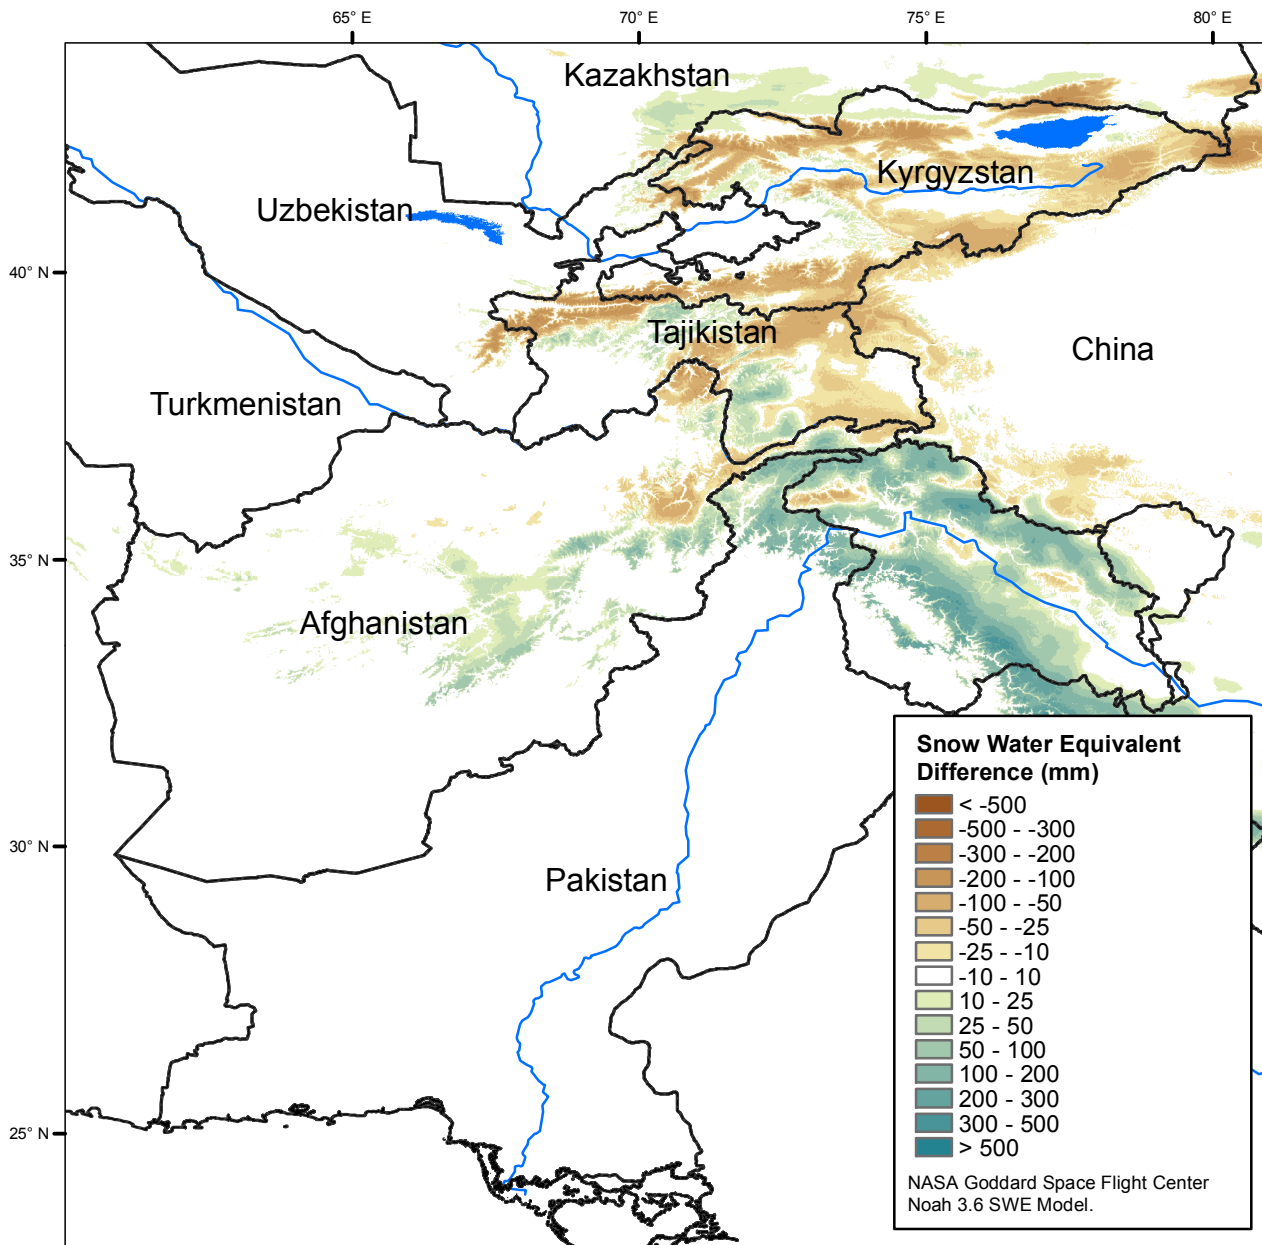 65° E
70° E
75° E
80° E
Kazakhstan
Kyrgyzstan
Uzbekistan
40° N
Tajikistan
China
Turkmenistan
35° N
Afghanistan
Snow Water Equivalent
Difference (mm)
< -500
-500 - -300
-300 - -200
-200 - -100
-100 - -50
-50 - -25
-25 - -10
-10 - 10
10 - 25
25 - 50
50 - 100
100 - 200
200 - 300
300 - 500
> 500
30° N
Pakistan
25° N
NASA Goddard Space Flight Center
Noah 3.6 SWE Model.